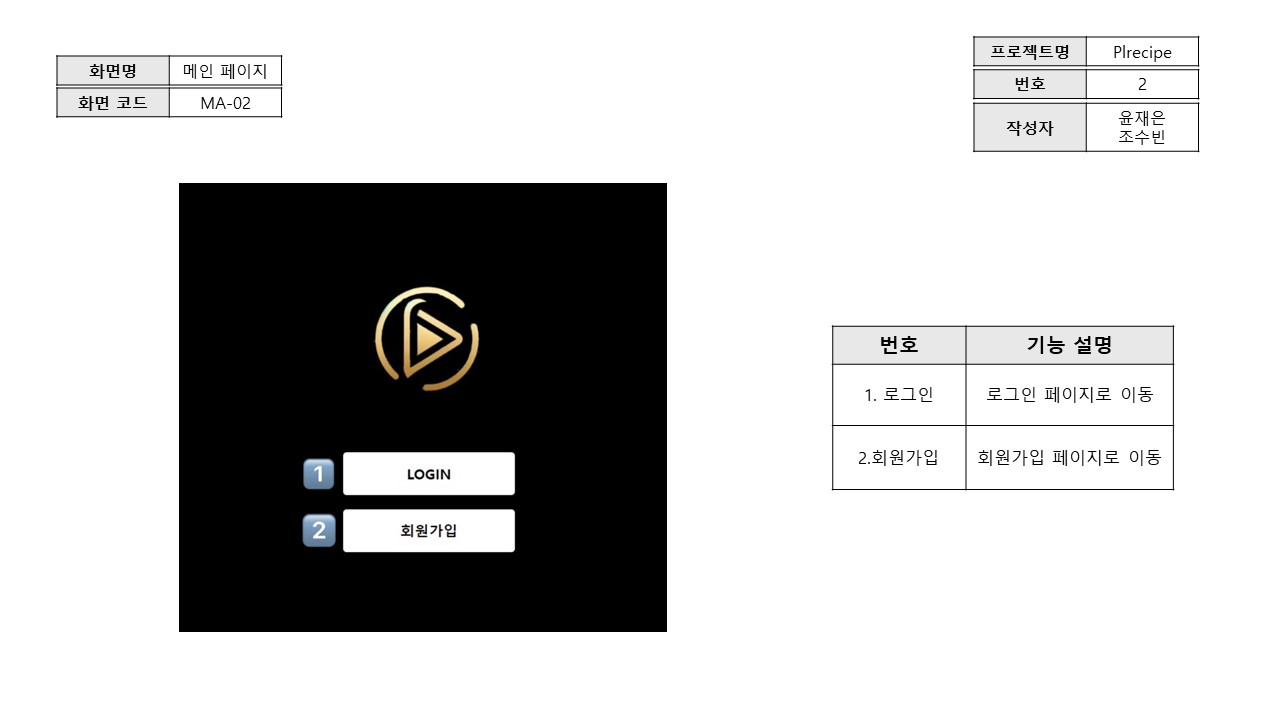 화면명 메인 페이지
화면 코드 MA-02
프로젝트명 Plrecipe
번호 2
작성자 윤재은
조수빈
1 LOGIN
2 회원가입
번호 기능 설명
1. 로그인 로그인 페이지로 이동
2.회원가입 회원가입 페이지로 이동